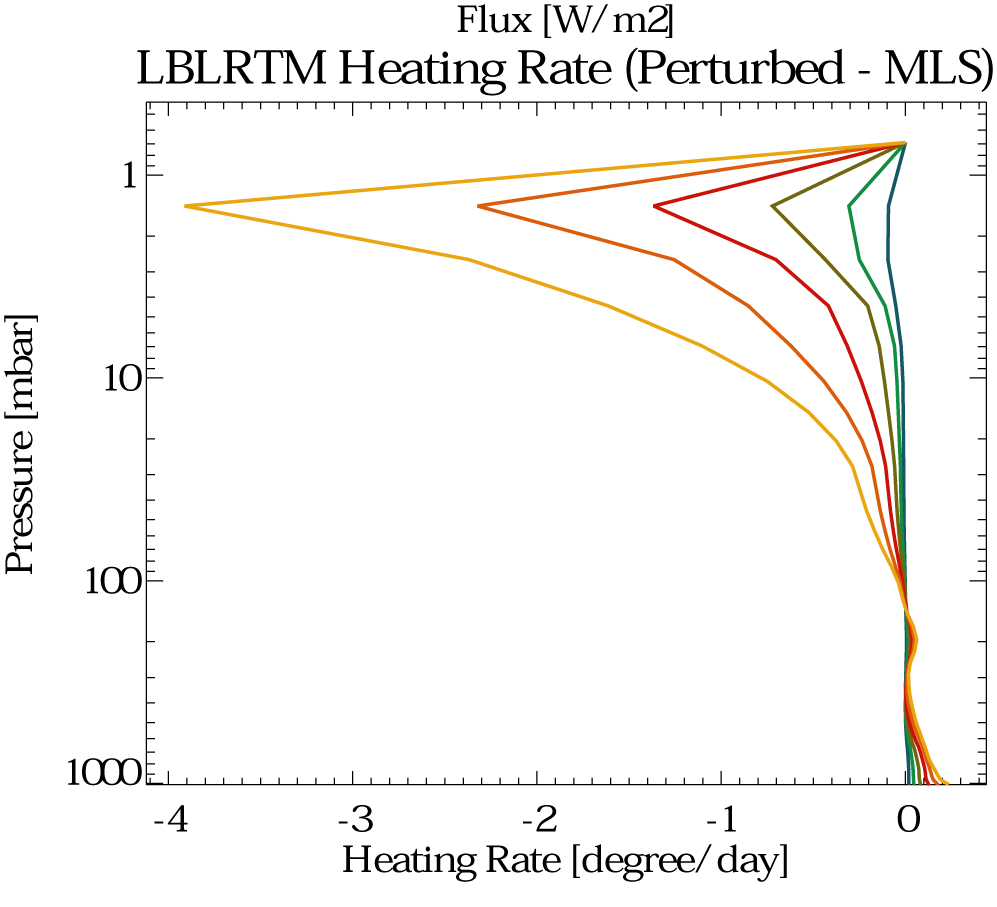 Flux [W/m2]
LBLRTM Heating Rate (Perturbed - MLS)
1
10
100
1000
Pressure [mbar]
-4 -3 -2 -1 0
Heating Rate [degree/day]